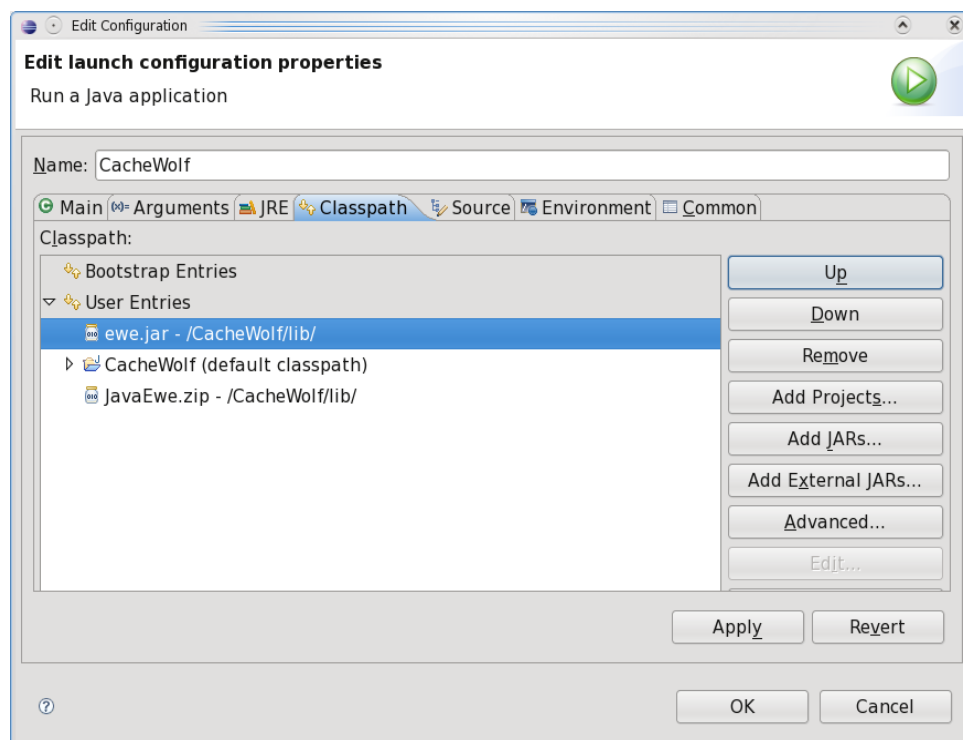 Edit Configuration
Edit launch configuration properties
Run a Java application
Name: CacheWolf
Main (x)= Arguments JRE Classpath Source Environment Common
Classpath:
Bootstrap Entries
User Entries
ewe.jar - /CacheWolf/lib/
CacheWolf (default classpath)
JavaEwe.zip - /CacheWolf/lib/
Up
Down
Remove
Add Projects...
Add JARs...
Add External JARs...
Advanced...
Edit...
Apply Revert
OK Cancel